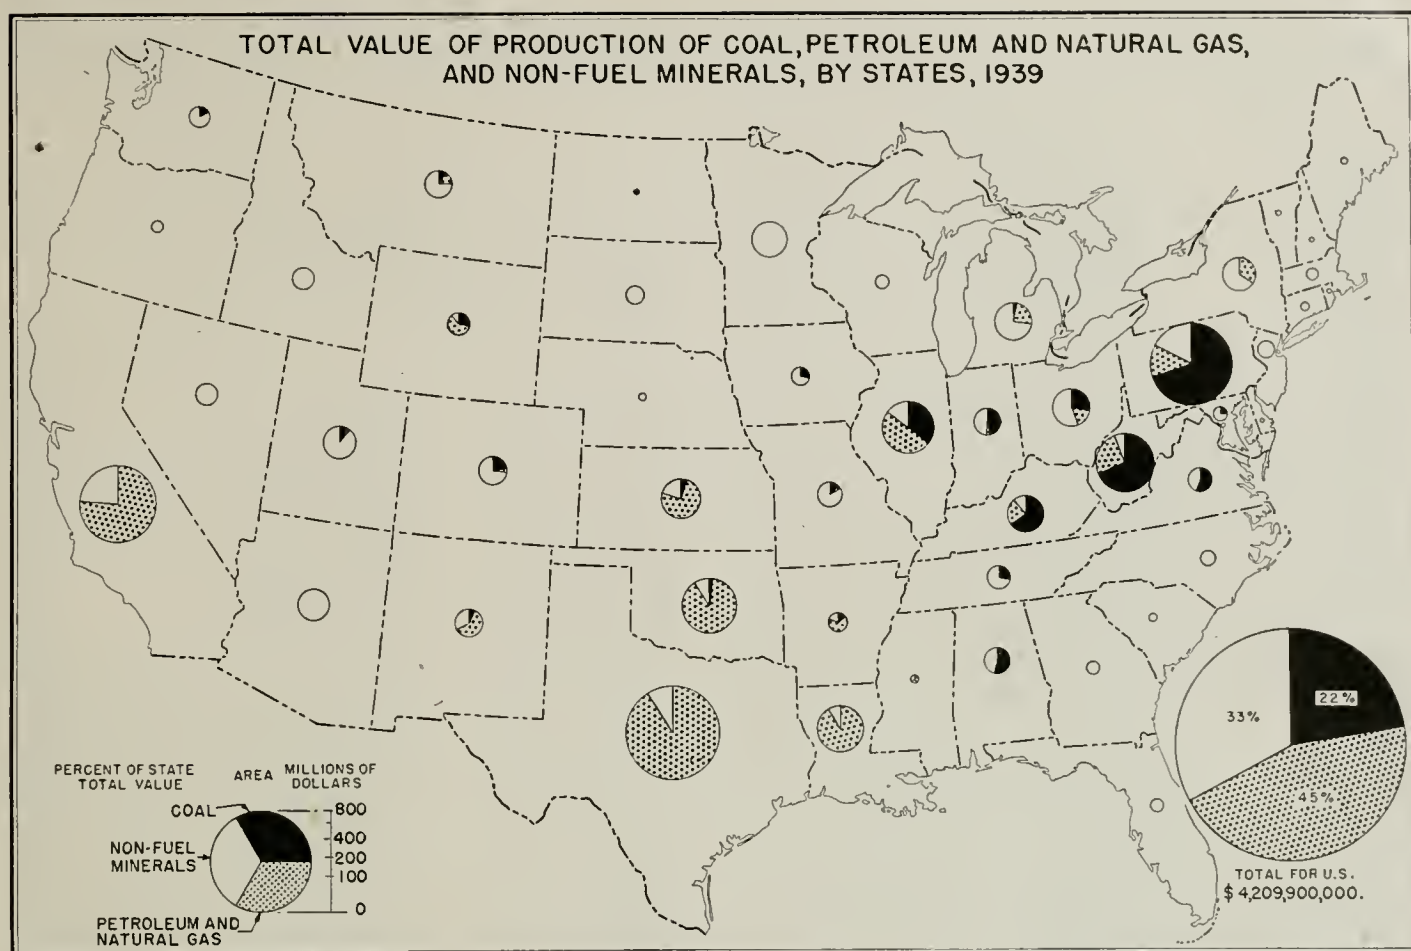 TOTAL VALUE OF PRODUCTION OF COAL, PETROLEUM AND NATURAL GAS,
AND NON-FUEL MINERALS, BY STATES, 1939
22%
33%
45%
TOTAL FOR U.S.
$ 4,209,900,000.
PERCENT OF STATE
TOTAL VALUE
AREA
MILLIONS OF
DOLLARS
COAL
NON-FUEL
MINERALS
PETROLEUM AND
NATURAL GAS
800
400
200
100
0